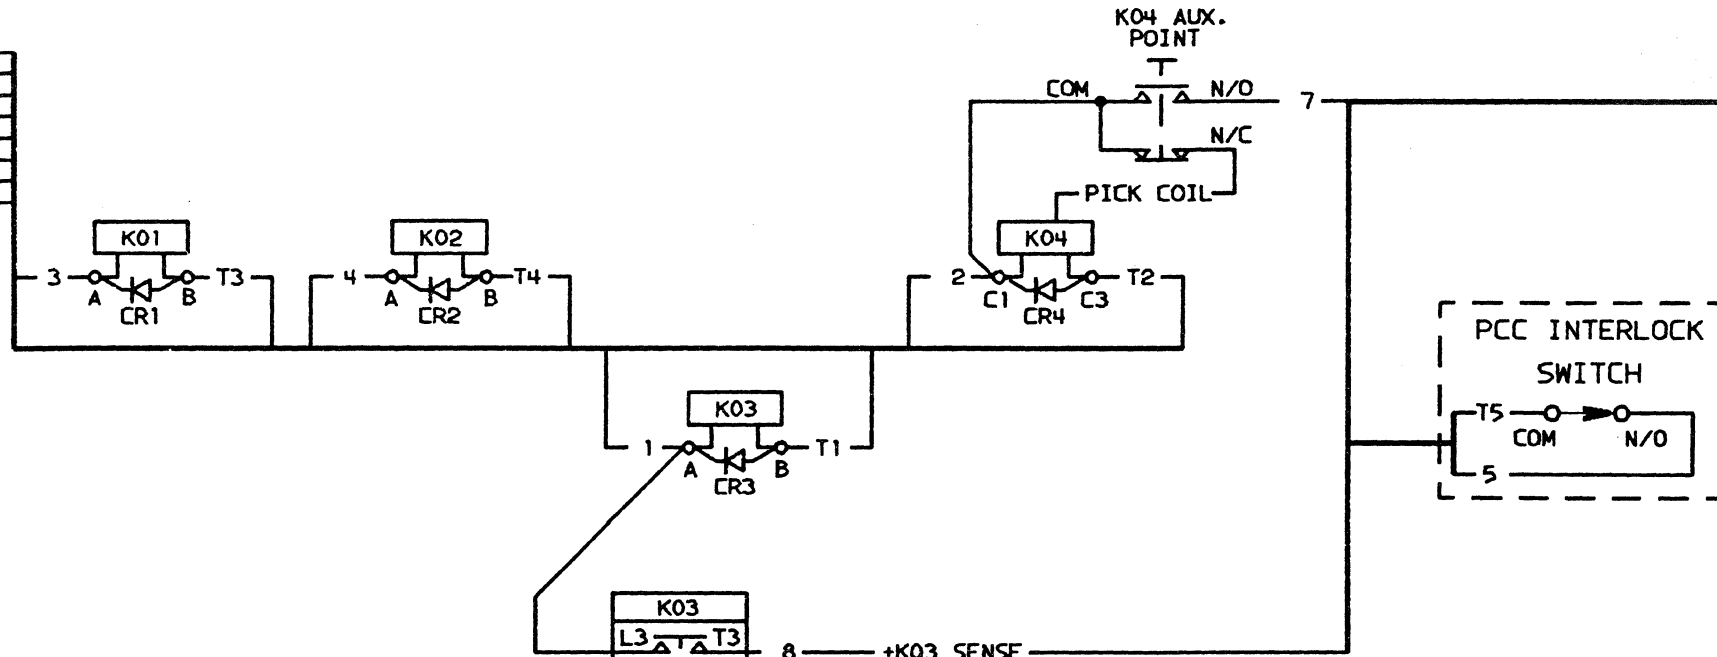 K04 AUX.
POINT
COM
N/O
7
N/C
PICK COIL
K01
K02
K04
3
T3
4
T4
2
T2
A
B
A
B
C1
C3
CR1
CR2
CR4
PCC INTERLOCK
SWITCH
K03
T5
COM
N/O
1
T1
A
B
CR3
5
K03
L3
T3
8
+K03 SENSE